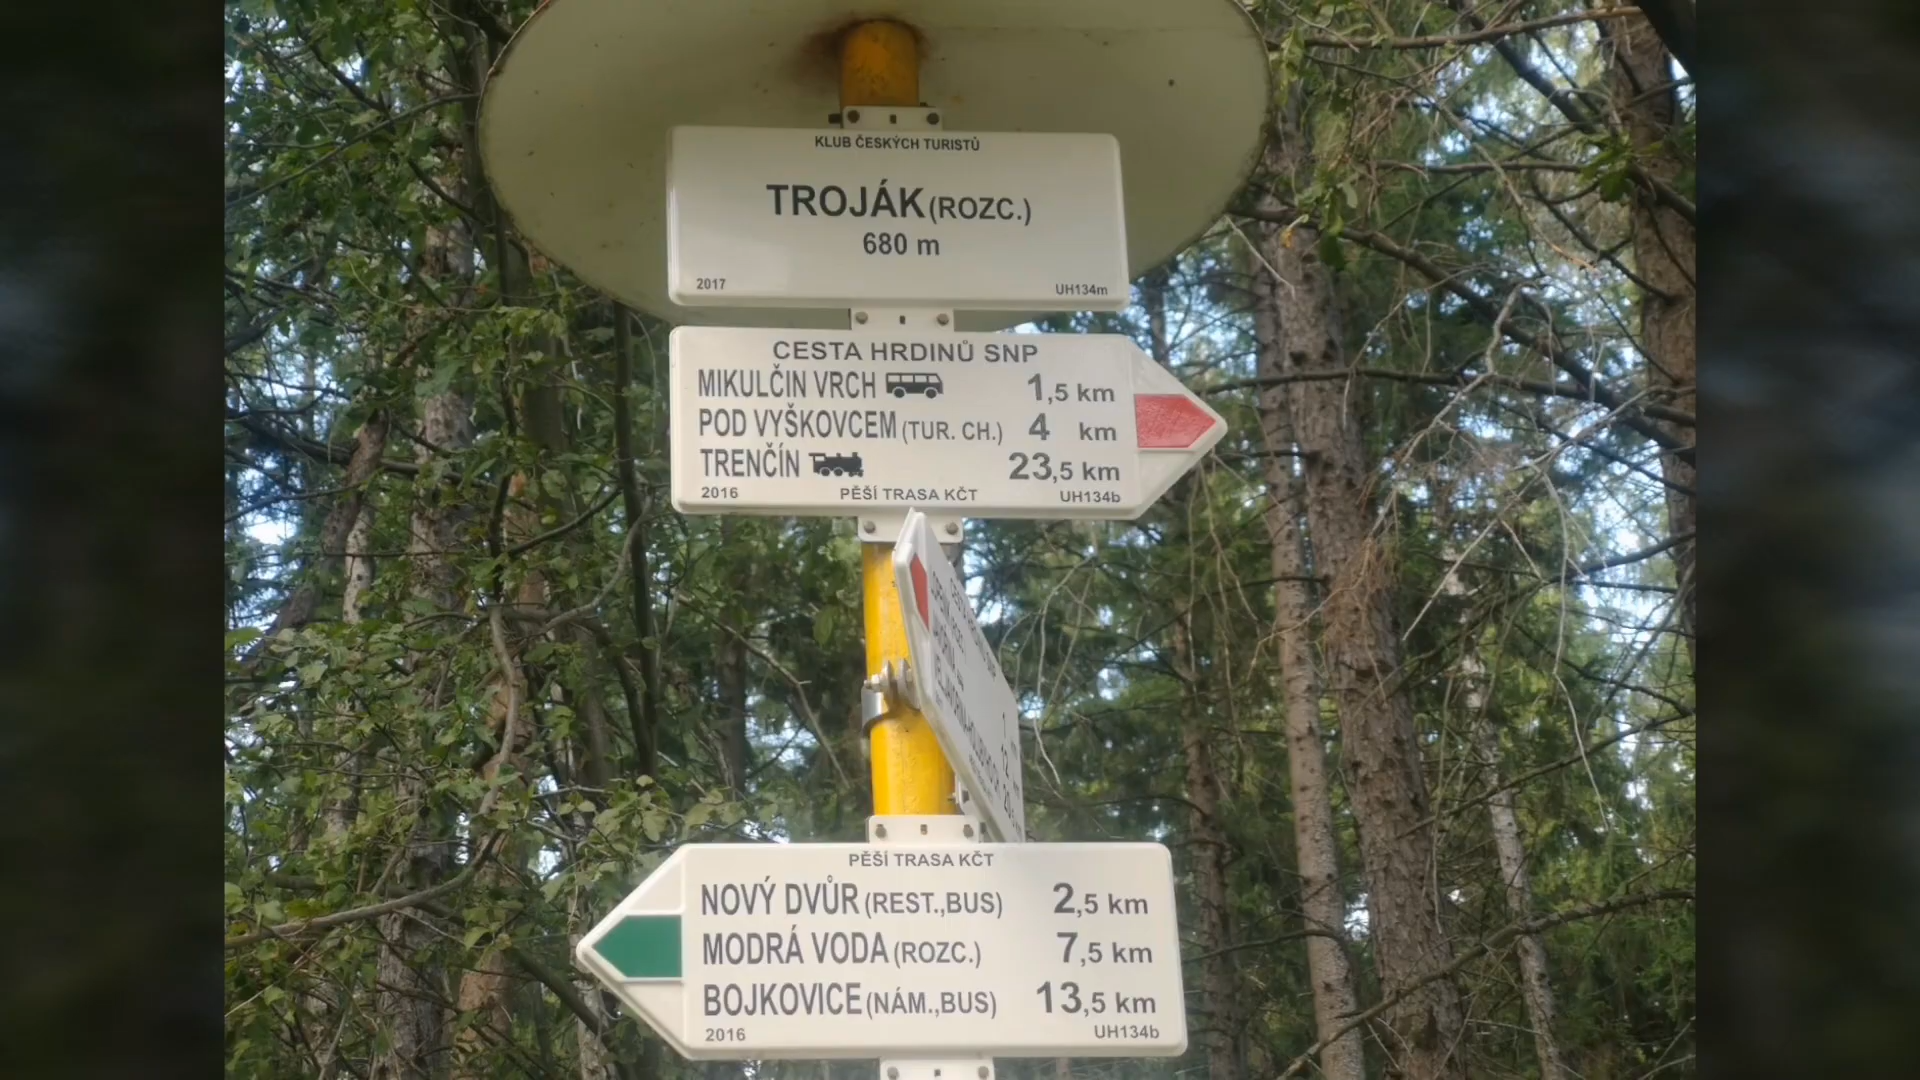 KLUB ČESKÝCH TURISTŮ
TROJÁK (ROZC.)
680 m
2017 UH134m
CESTA HRDINŮ SNP
MIKULČIN VRCH 1,5 km
POD VYŠKOVCEM (TUR. CH.) 4 km
TRENČÍN 23,5 km
2016 PĚŠÍ TRASA KČT UH134b
PĚŠÍ TRASA KČT
NOVÝ DVŮR (REST.,BUS) 2,5 km
MODRÁ VODA (ROZC.) 7,5 km
BOJKOVICE (NÁM.,BUS) 13,5 km
2016 UH134b